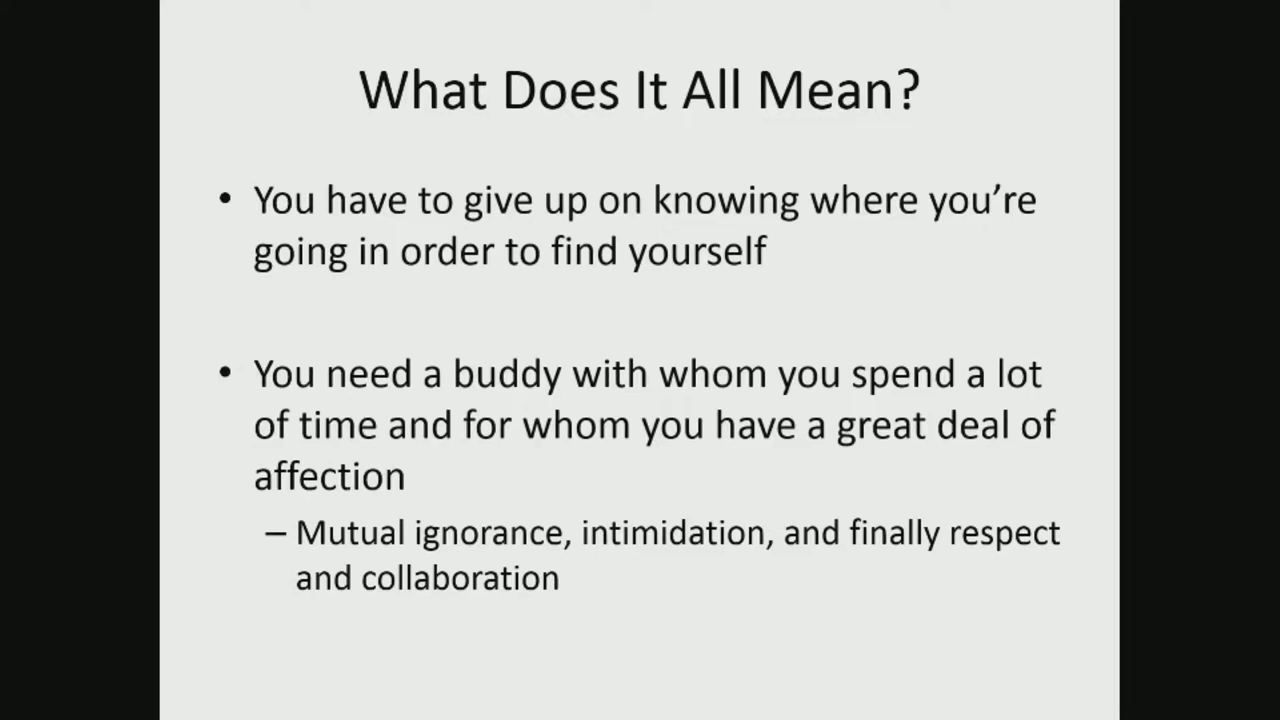 What Does It All Mean?
• You have to give up on knowing where you’re
going in order to find yourself
• You need a buddy with whom you spend a lot
of time and for whom you have a great deal of
affection
– Mutual ignorance, intimidation, and finally respect
and collaboration